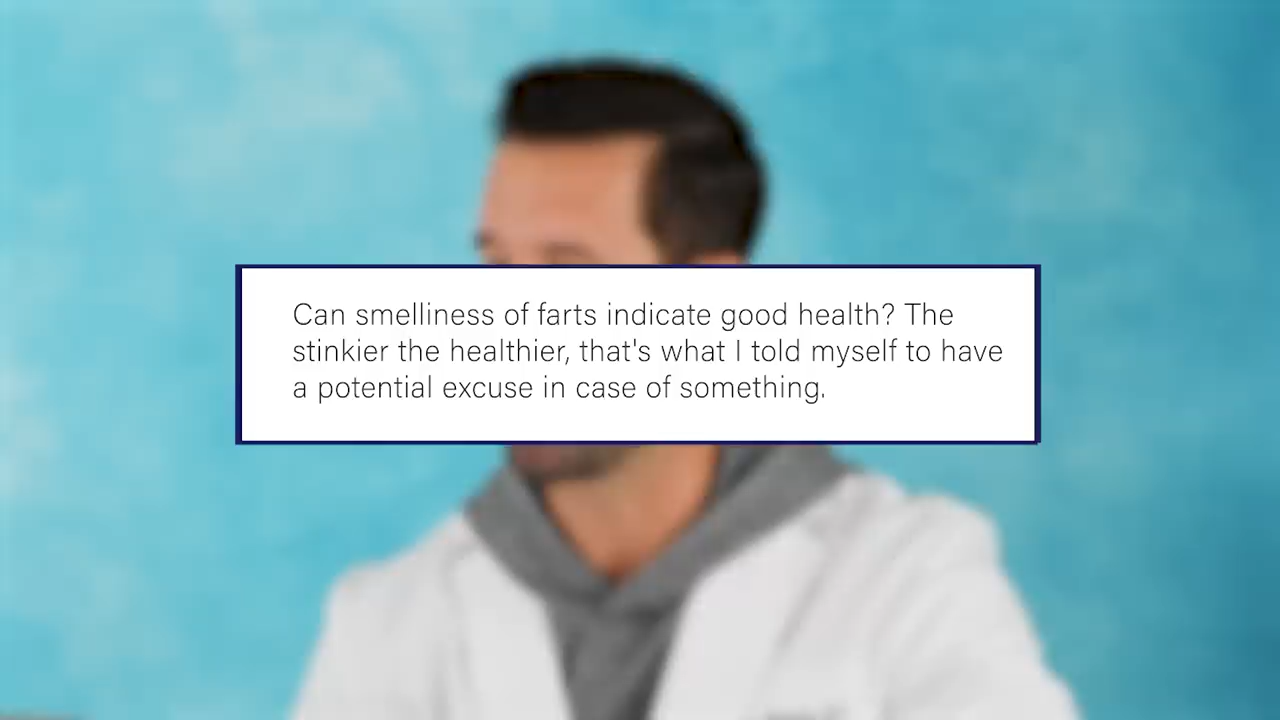 Can smelliness of farts indicate good health? The
stinkier the healthier, that's what I told myself to have
a potential excuse in case of something.